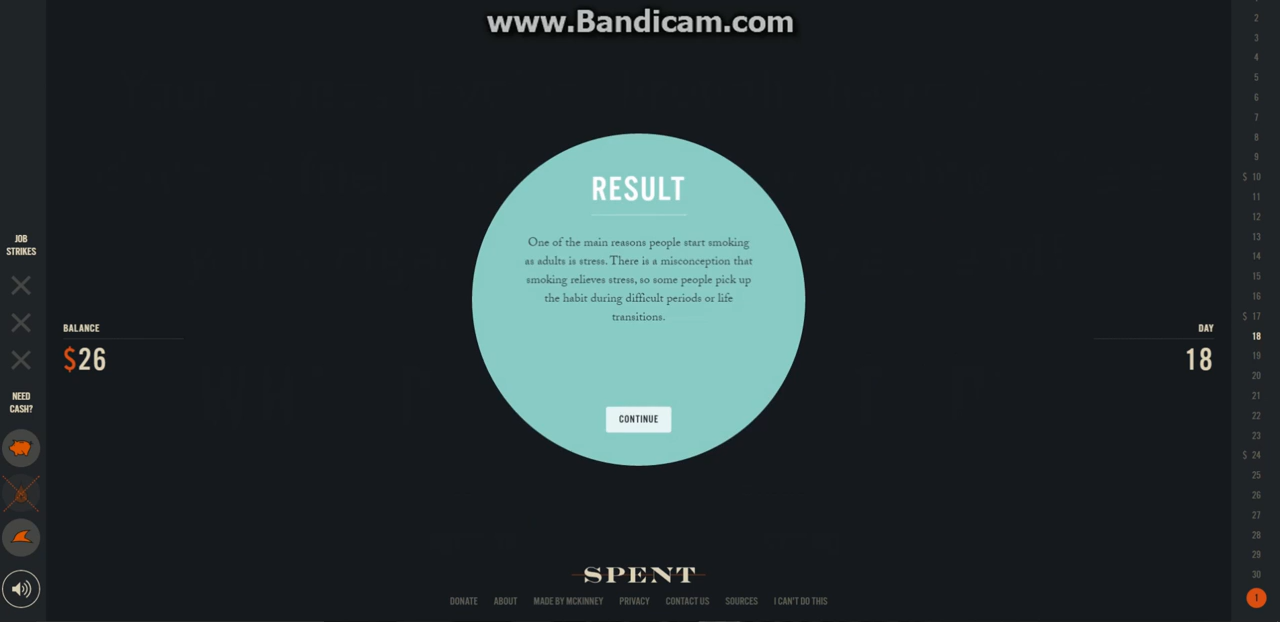 www.Bandicam.com
RESULT
One of the main reasons people start smoking
as adults is stress. There is a misconception that
smoking relieves stress, so some people pick up
the habit during difficult periods or life
transitions.
CONTINUE
JOB
STRIKES
BALANCE
$26
NEED
CASH?
DAY
18
2
3
4
5
6
7
8
9
$ 10
11
12
13
14
15
16
$ 17
18
19
20
21
22
23
$ 24
25
26
27
28
29
30
1
SPENT
DONATE ABOUT MADE BY MCKINNEY PRIVACY CONTACT US SOURCES I CAN'T DO THIS